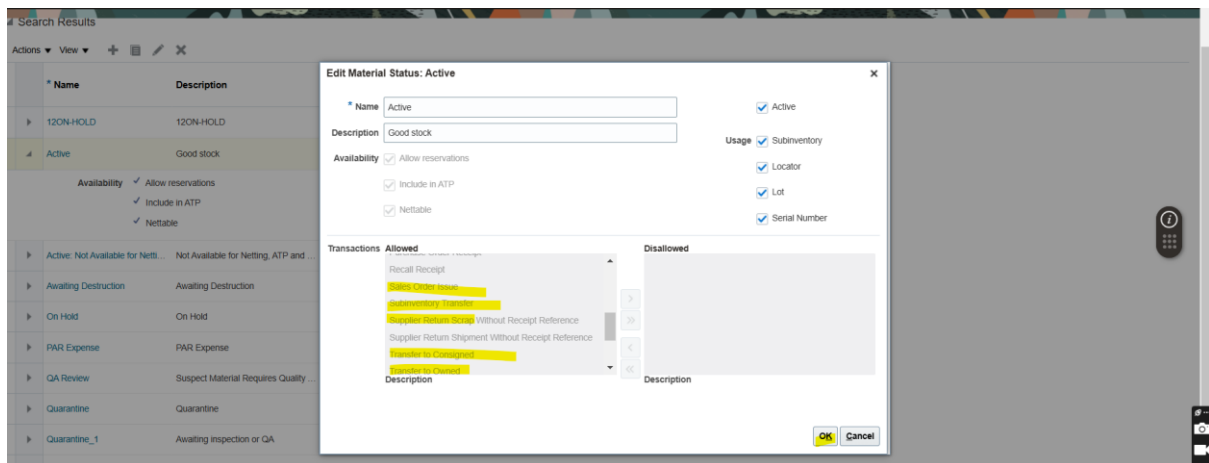 Search Results
Actions ▼ View ▼
* Name Description
12ON-HOLD 12ON-HOLD
Active Good stock
Availability ✓ Allow reservations
✓ Include in ATP
✓ Nettable
Active: Not Available for Netti... Not Available for Netting, ATP and ...
Awaiting Destruction Awaiting Destruction
On Hold On Hold
PAR Expense PAR Expense
QA Review Suspect Material Requires Quality ...
Quarantine Quarantine
Quarantine_1 Awaiting inspection or QA
Edit Material Status: Active
* Name Active
Description Good stock
Availability Allow reservations
Include in ATP
Nettable
Active
Usage Subinventory
Locator
Lot
Serial Number
Transactions Allowed
Purchase Order Receipt
Recall Receipt
Sales Order Issue
Subinventory Transfer
Supplier Return Scrap Without Receipt Reference
Supplier Return Shipment Without Receipt Reference
Transfer to Consigned
Transfer to Owned
Description
Disallowed
Description
OK Cancel